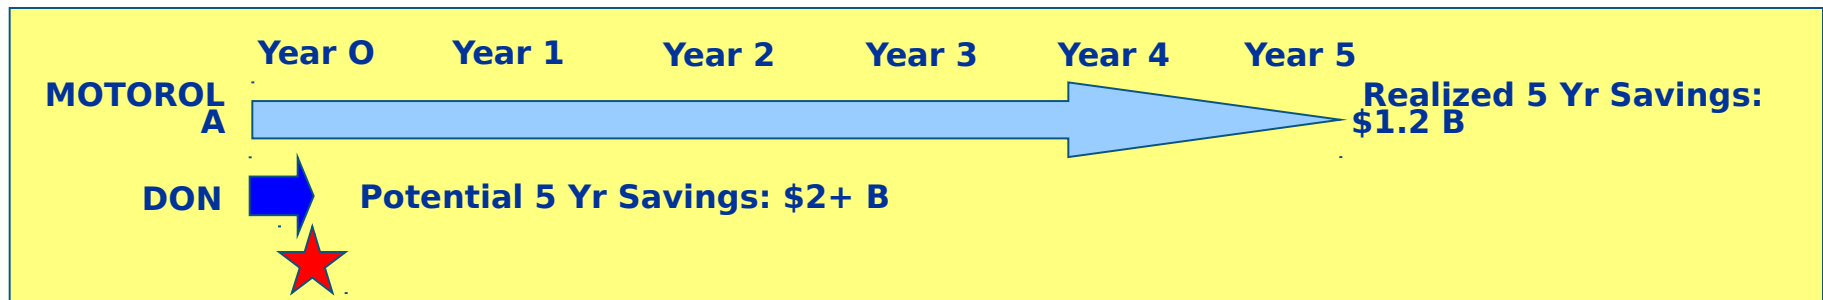 Year O Year 1 Year 2 Year 3 Year 4 Year 5
MOTOROL
A
Realized 5 Yr Savings:
$1.2 B
DON
Potential 5 Yr Savings: $2+ B